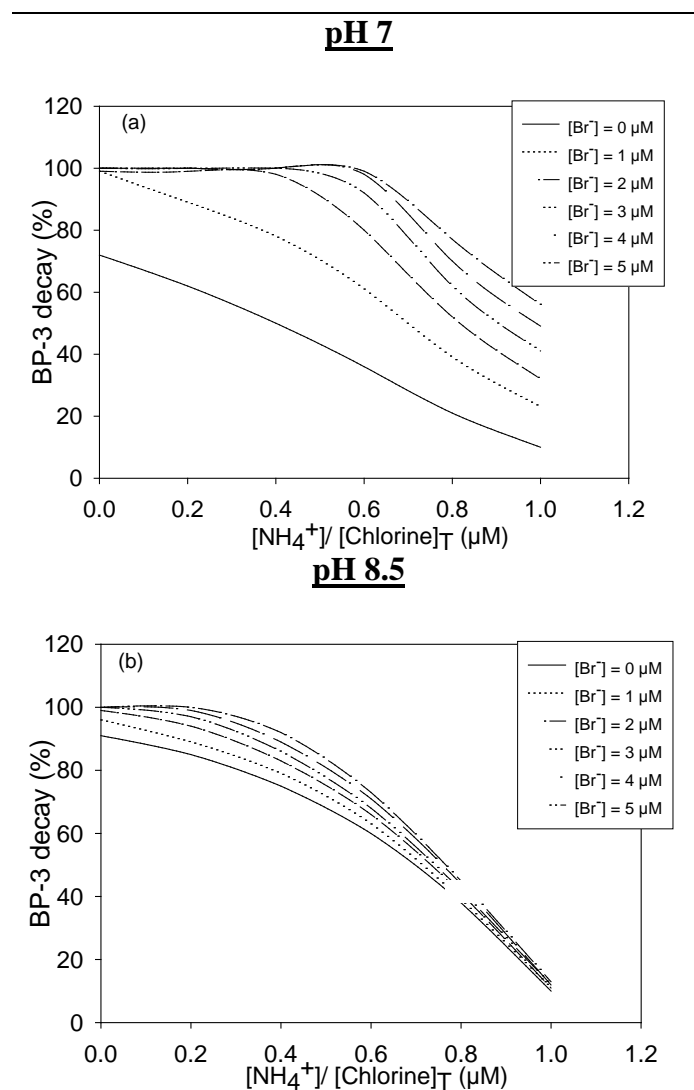 pH 7
120
100
80
60
40
20
0
BP-3 decay (%)
(a)
[Br-] = 0 µM
[Br-] = 1 µM
[Br-] = 2 µM
[Br-] = 3 µM
[Br-] = 4 µM
[Br-] = 5 µM
0.0 0.2 0.4 0.6 0.8 1.0 1.2
[NH4+]/ [Chlorine]T (µM)
pH 8.5
120
100
80
60
40
20
0
BP-3 decay (%)
(b)
[Br-] = 0 µM
[Br-] = 1 µM
[Br-] = 2 µM
[Br-] = 3 µM
[Br-] = 4 µM
[Br-] = 5 µM
0.0 0.2 0.4 0.6 0.8 1.0 1.2
[NH4+]/ [Chlorine]T (µM)